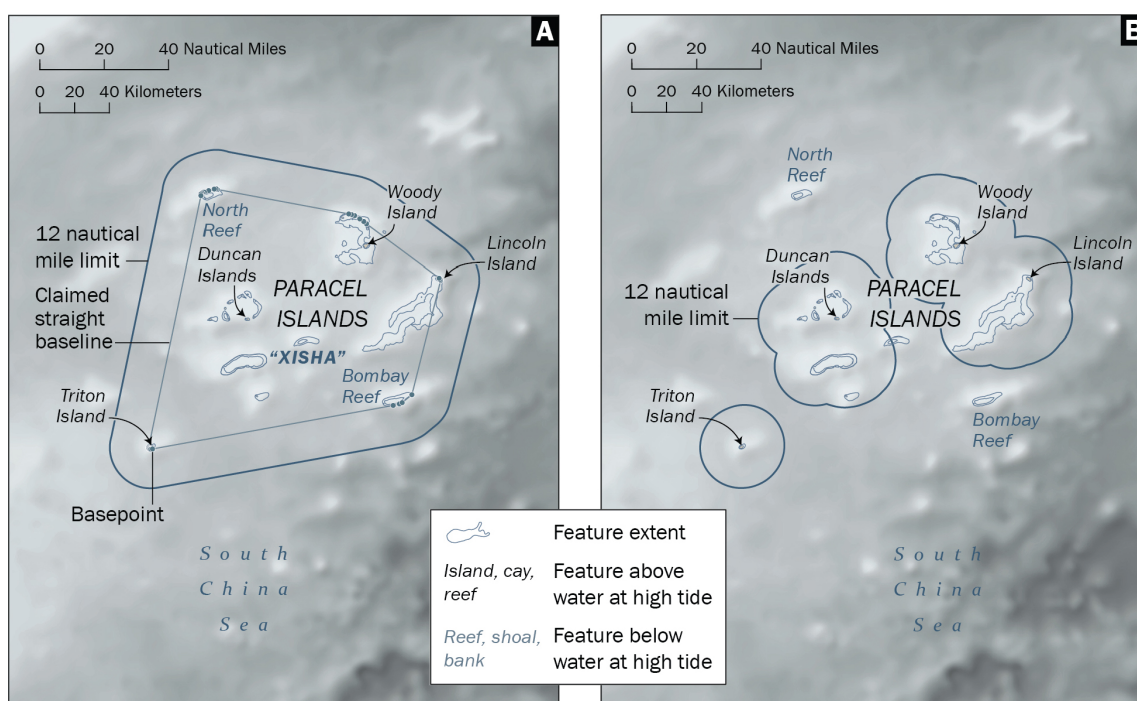 A
0 20 40 Nautical Miles
0 20 40 Kilometers
North
Reef
Woody
Island
12 nautical
mile limit
Duncan
Islands
Lincoln
Island
Claimed
straight
baseline
PARACEL
ISLANDS
“XISHA”
Bombay
Reef
Triton
Island
Basepoint
South
China
Sea
B
0 20 40 Nautical Miles
0 20 40 Kilometers
North
Reef
Woody
Island
Duncan
Islands
Lincoln
Island
12 nautical
mile limit
PARACEL
ISLANDS
Triton
Island
Bombay
Reef
South
China
Sea
Feature extent
Island, cay,
reef
Feature above
water at high tide
Reef, shoal,
bank
Feature below
water at high tide